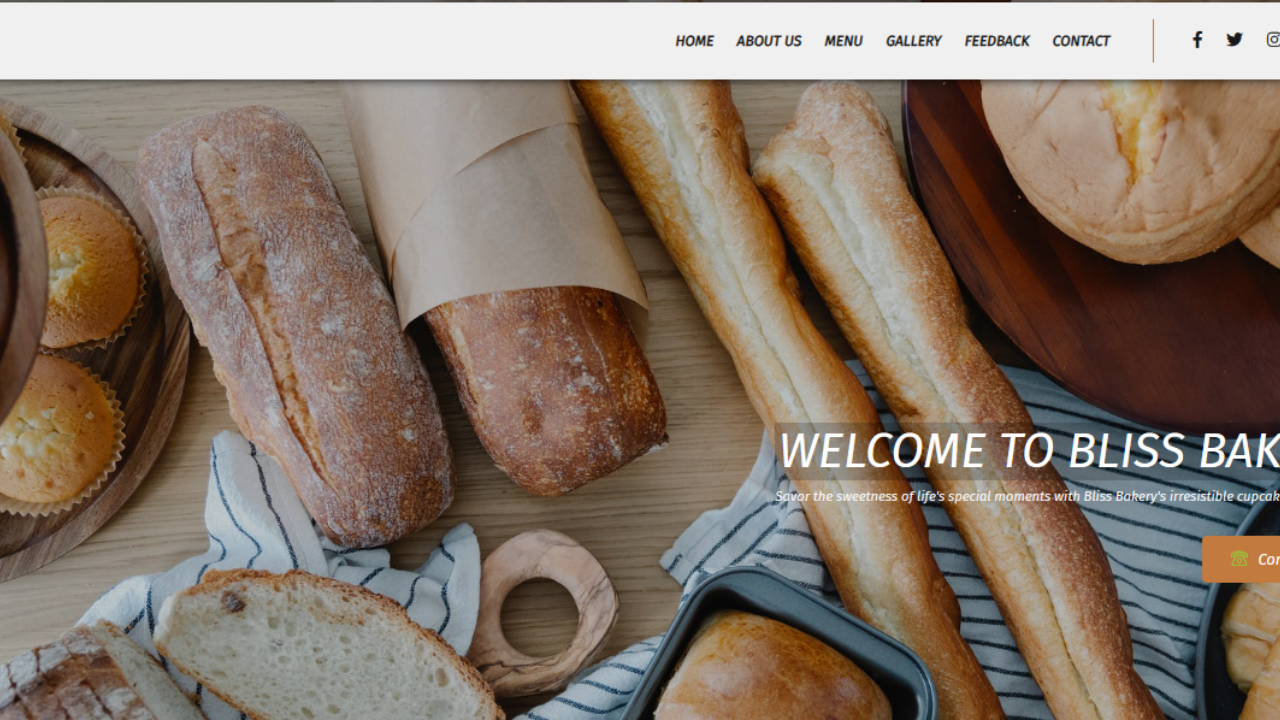 HOME ABOUT US MENU GALLERY FEEDBACK CONTACT
WELCOME TO BLISS BAK
Savor the sweetness of life's special moments with Bliss Bakery's irresistible cupcak
Con